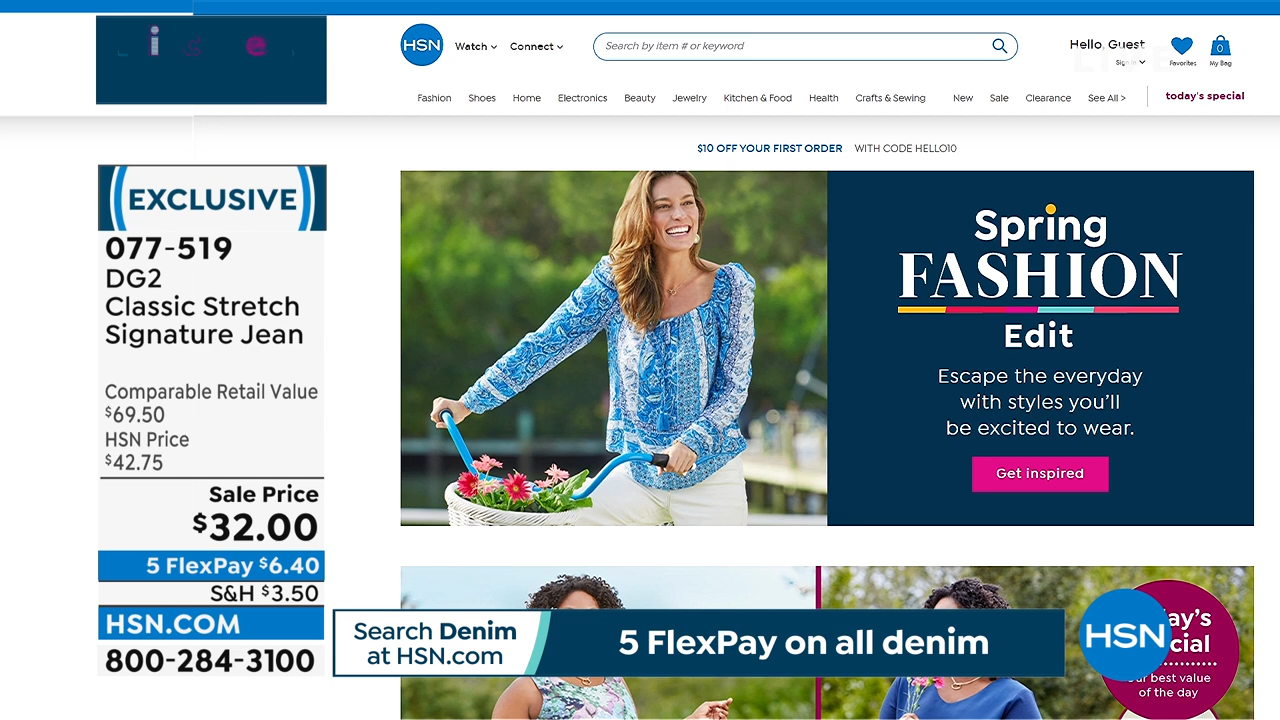 HSN
Watch
Connect
Search by item # or keyword
Hello, Guest
Sign In
Favorites
0
My Bag
Fashion Shoes Home Electronics Beauty Jewelry Kitchen & Food Health Crafts & Sewing New Sale Clearance See All > today's special
$10 OFF YOUR FIRST ORDER WITH CODE HELLO10
EXCLUSIVE
077-519
DG2
Classic Stretch
Signature Jean
Comparable Retail Value
$69.50
HSN Price
$42.75
Sale Price
$32.00
5 FlexPay $6.40
S&H $3.50
HSN.COM
800-284-3100
Spring
FASHION
Edit
Escape the everyday
with styles you'll
be excited to wear.
Get inspired
Search Denim
at HSN.com
5 FlexPay on all denim
HSN
ay's
cial
ur best value
of the day